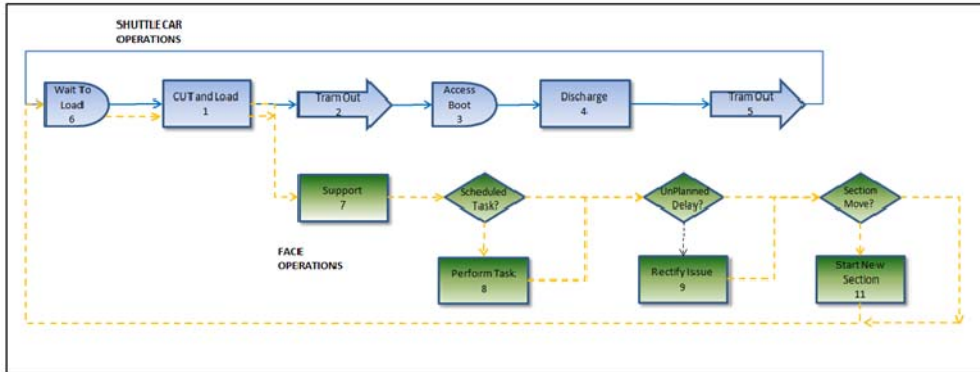 SHUTTLE CAR
OPERATIONS
Wait To
Load!
6
CUT and Load
1
Tram Out
2
Access
Boot
3
Discharge
4
Tram Out
5
Support
7
Scheduled
Task?
UnPlanned
Delay?
Section
Move?
FACE
OPERATIONS
Perform Task
8
Rectify Issue
9
Start New
Section
11